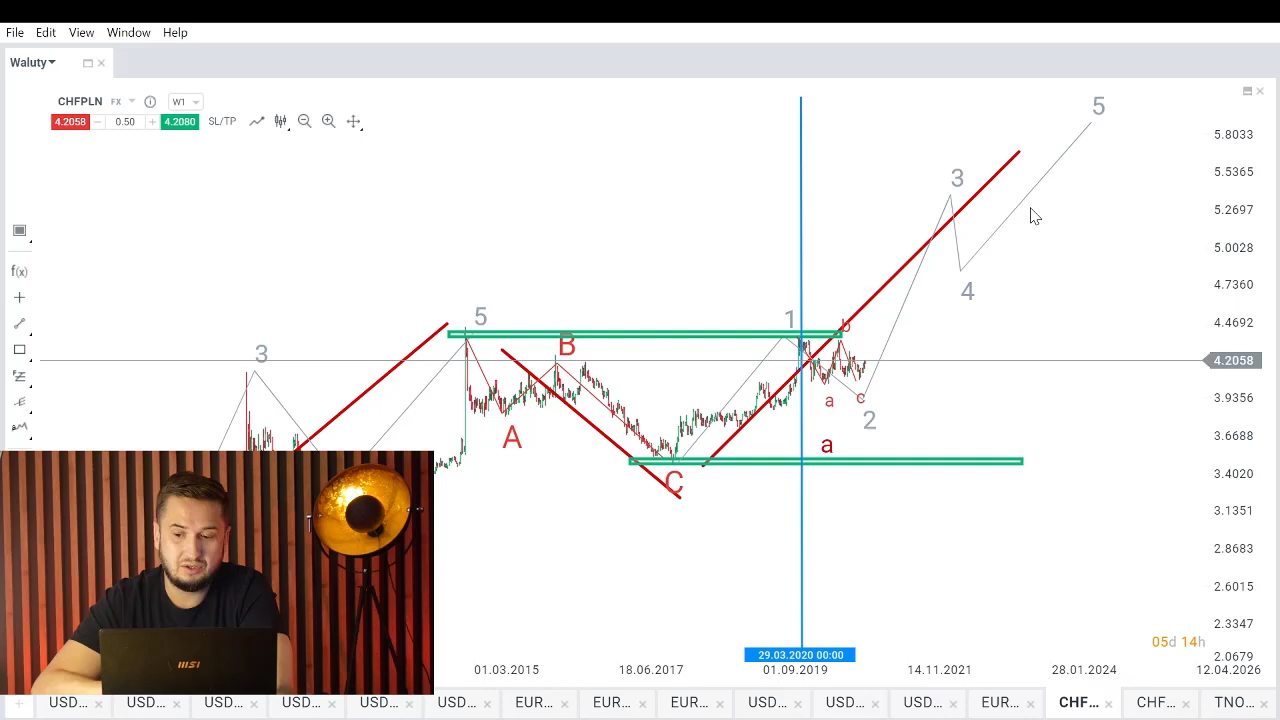 File Edit View Window Help
Waluty
CHFPLN FX W1
4.2058 0.50 4.2080 SL/TP
5
5.8033
3
5.5365
5.2697
f(x)
5.0028
4
4.7360
5
1
b
4.4692
3
B
4.2058
a
c
3.9356
2
A
a
3.6688
C
3.4020
3.1351
2.8683
2.6015
2.3347
05d 14h
29.03.2020 00:00
2.0679
01.03.2015 18.06.2017 01.09.2019 14.11.2021 28.01.2024 12.04.2026
msi
USD... USD... USD... USD... USD... USD... EUR... EUR... EUR... USD... USD... USD... EUR... CHF... CHF... TNO...